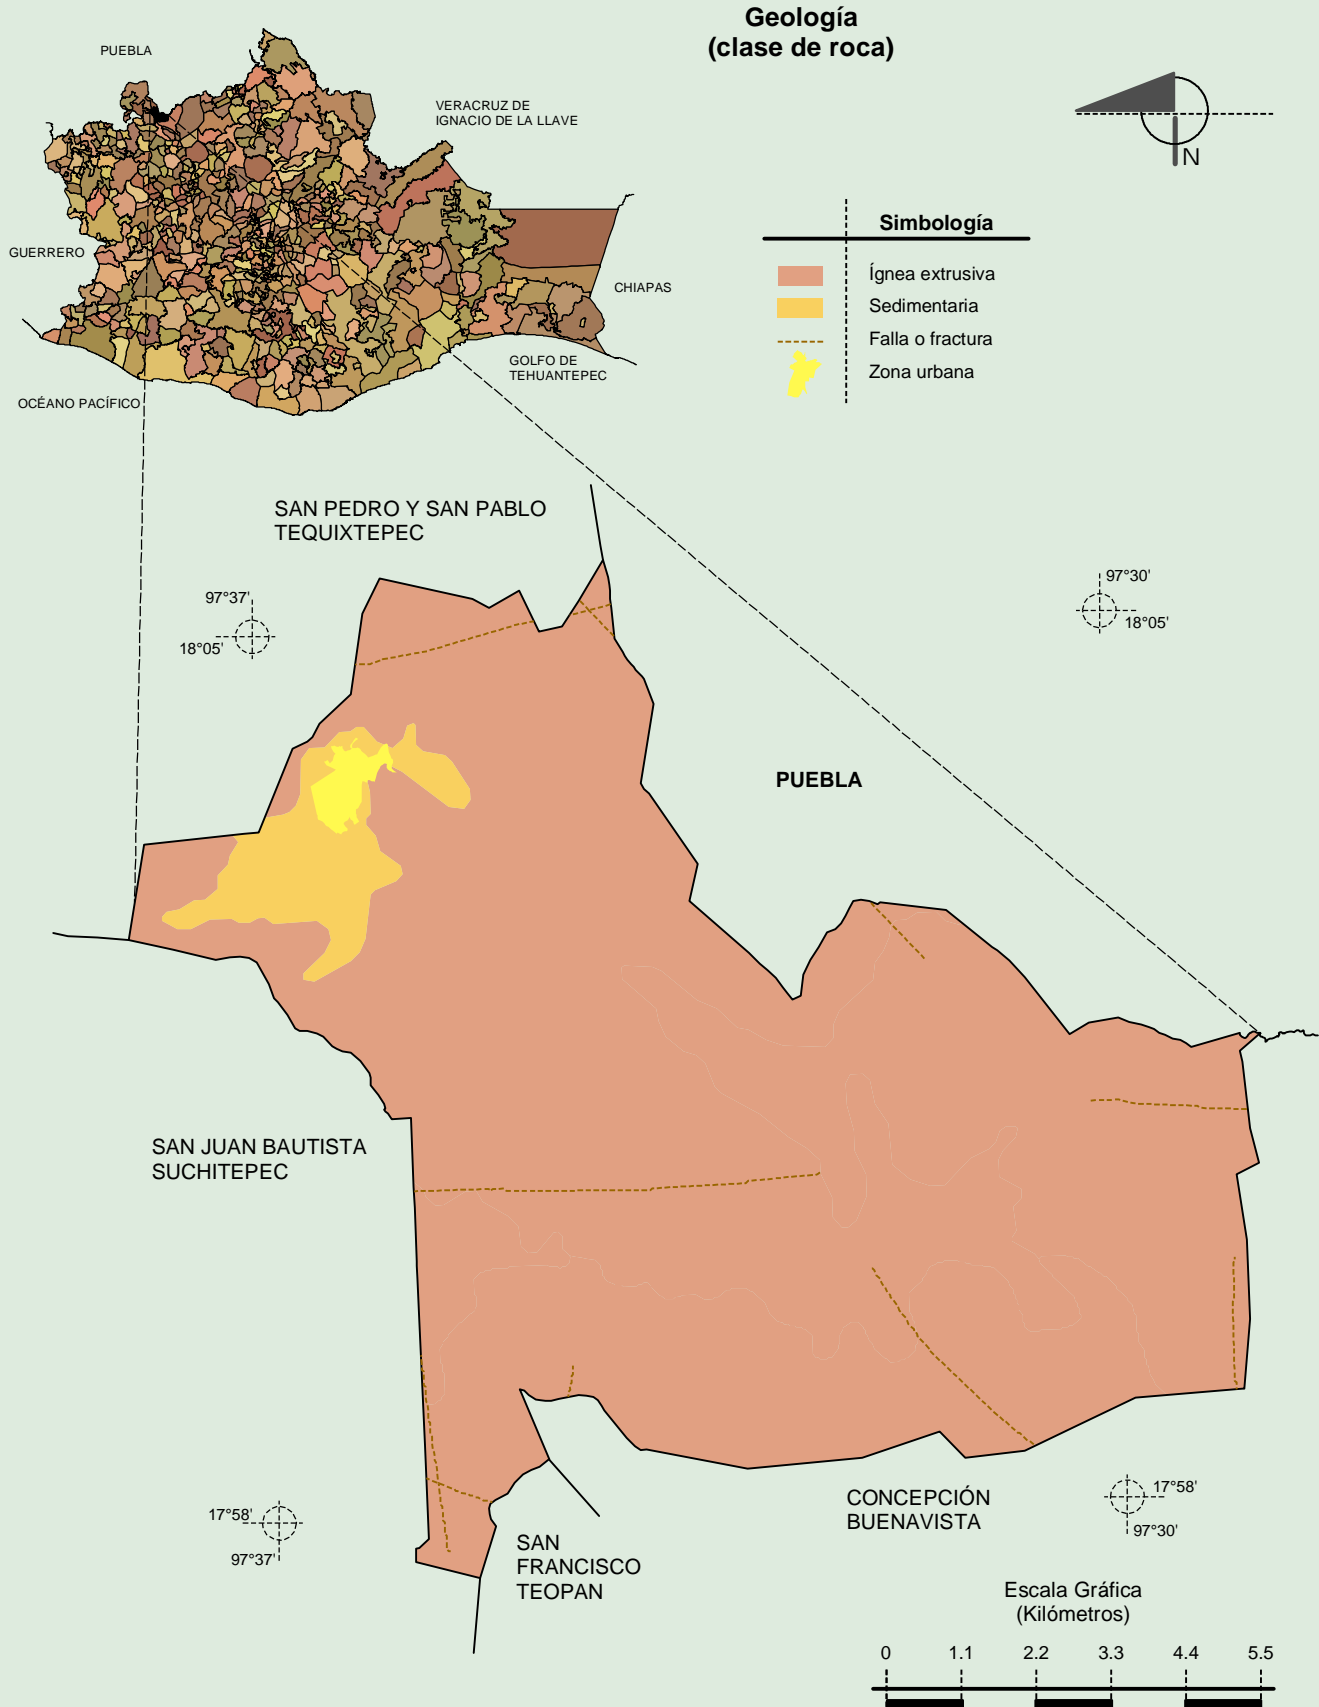 Geología
(clase de roca)
PUEBLA
VERACRUZ DE
IGNACIO DE LA LLAVE
N
Simbología
GUERRERO
Ígnea extrusiva
CHIAPAS
Sedimentaria
Falla o fractura
GOLFO DE
TEHUANTEPEC
Zona urbana
OCÉANO PACÍFICO
SAN PEDRO Y SAN PABLO
TEQUIXTEPEC
97°37'
18°05'
97°30'
18°05'
PUEBLA
SAN JUAN BAUTISTA
SUCHITEPEC
17°58'
97°37'
CONCEPCIÓN
BUENAVISTA
17°58'
97°30'
SAN
FRANCISCO
TEOPAN
Escala Gráfica
(Kilómetros)
0 1.1 2.2 3.3 4.4 5.5